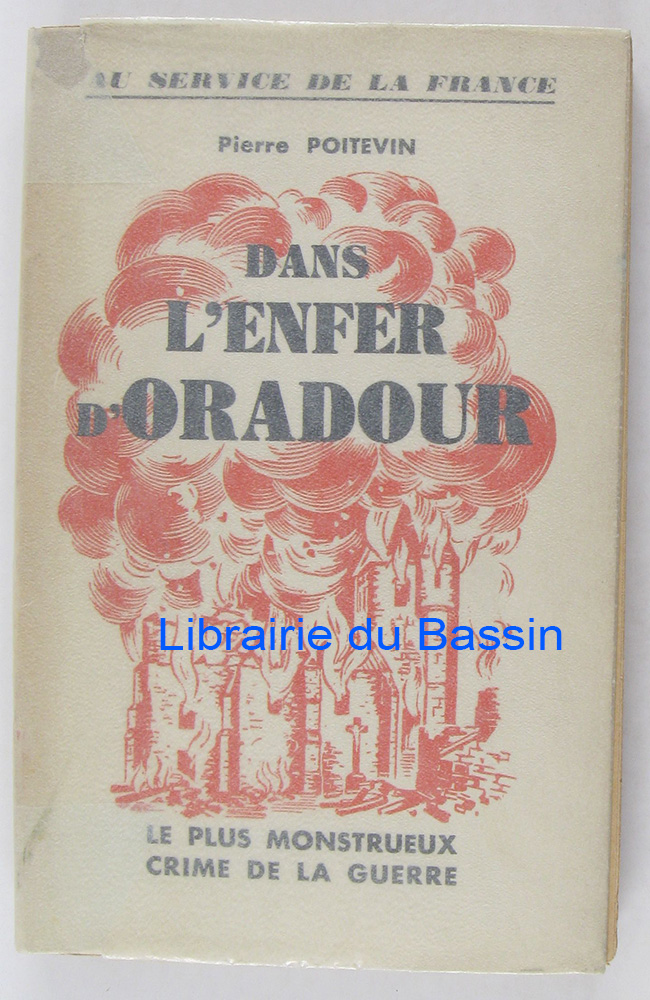 AU SERVICE DE LA FRANCE
Pierre POITEVIN
DANS
L'ENFER
D'ORADOUR
Librairie du Bassin
LE PLUS MONSTRUEUX
CRIME DE LA GUERRE